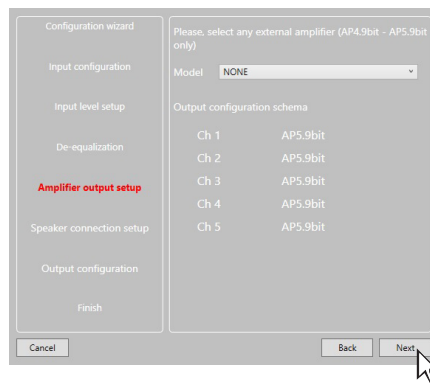 Configuration wizard
Input configuration
Input level setup
De-equalization
Amplifier output setup
Speaker connection setup
Output configuration
Finish
Please, select any external amplifier (AP4.9bit - AP5.9bit
only)
Model NONE
Output configuration schema
Ch 1 AP5.9bit
Ch 2 AP5.9bit
Ch 3 AP5.9bit
Ch 4 AP5.9bit
Ch 5 AP5.9bit
Cancel Back Next